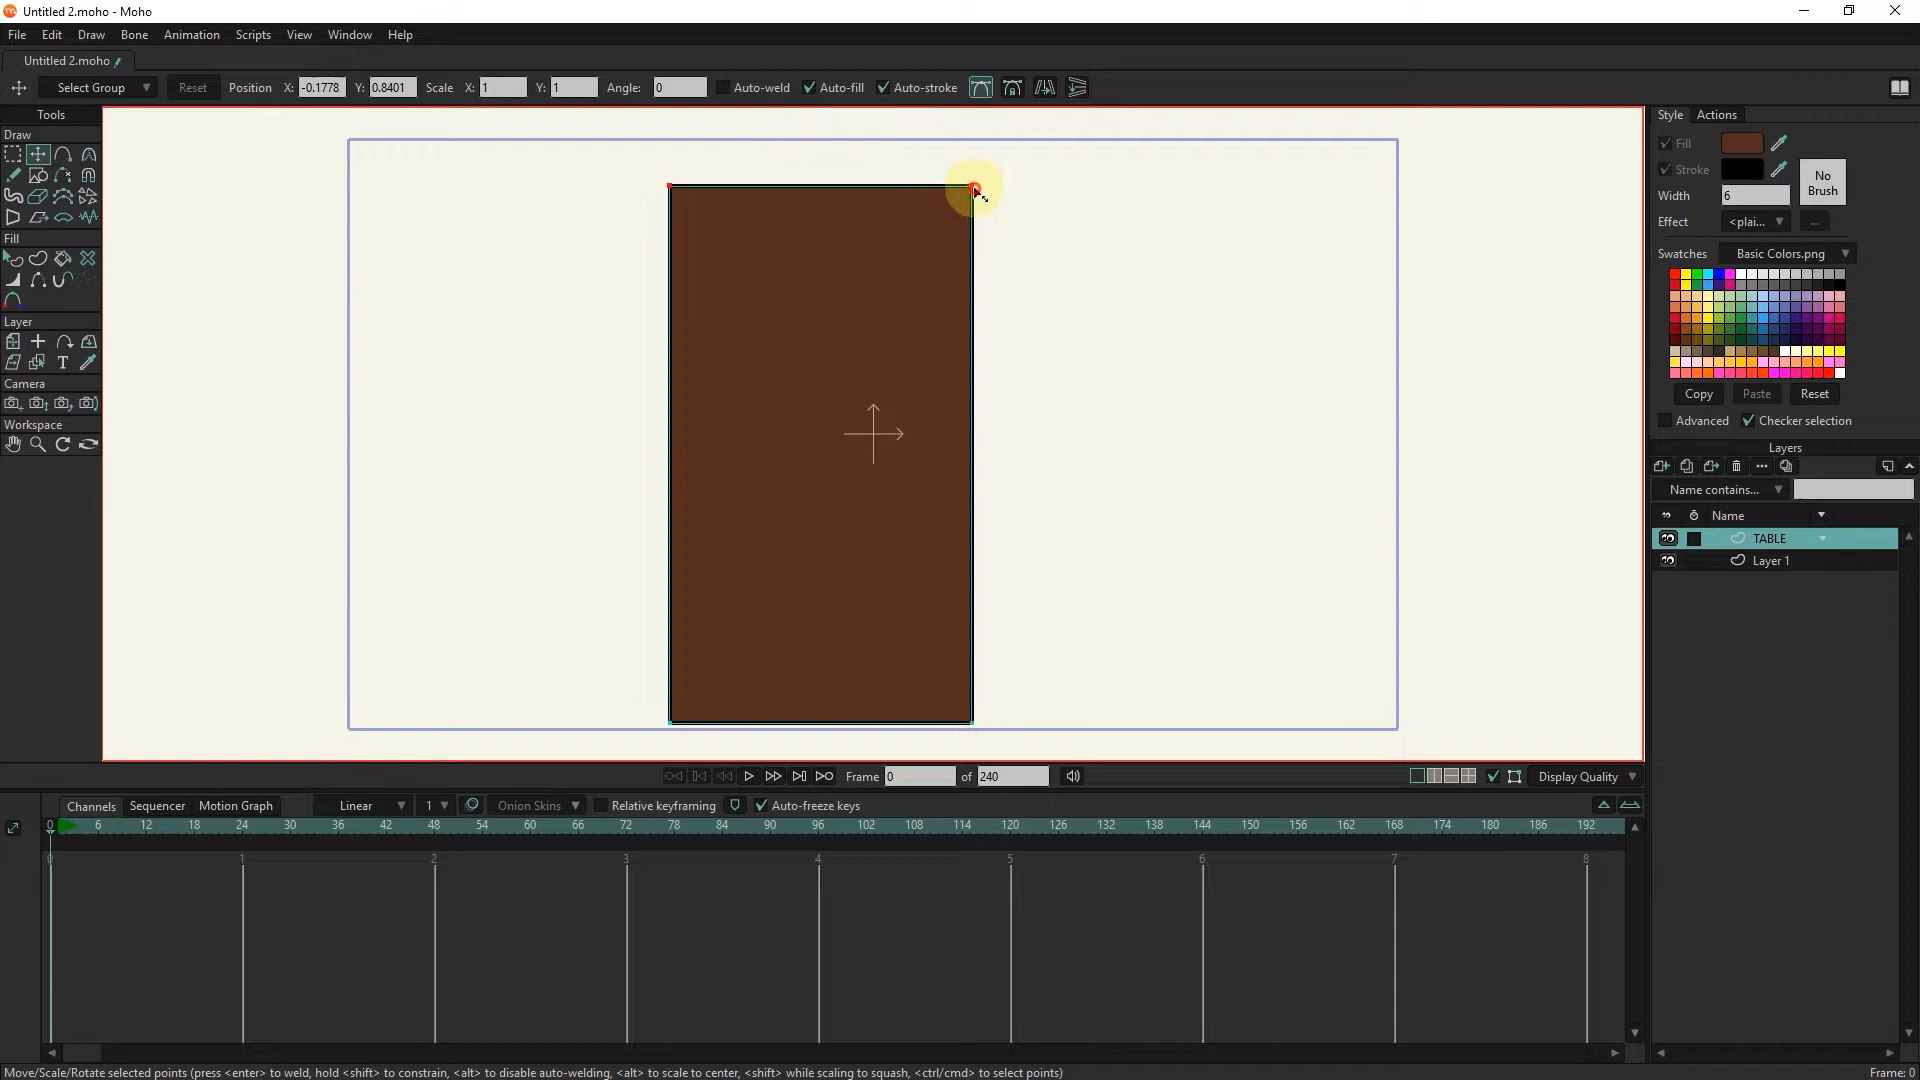 Untitled 2.moho - Moho
File Edit Draw Bone Animation Scripts View Window Help
Untitled 2.moho
Select Group Reset Position X: -0.1778 Y: 0.8401 Scale X: 1 Y: 1 Angle: 0 Auto-weld Auto-fill Auto-stroke
Tools
Draw
Fill
Layer
T
Camera
Workspace
Style Actions
Fill
Stroke
No Brush
Width 6
Effect <plai... ...
Swatches Basic Colors.png
Copy Paste Reset
Advanced Checker selection
Layers
Name contains...
Name
TABLE
Layer 1
Frame 0 of 240 Display Quality
Channels Sequencer Motion Graph Linear 1 Onion Skins Relative keyframing Auto-freeze keys
0 6 12 18 24 30 36 42 48 54 60 66 72 78 84 90 96 102 108 114 120 126 132 138 144 150 156 162 168 174 180 186 192
0 1 2 3 4 5 6 7 8
Move/Scale/Rotate selected points (press <enter> to weld, hold <shift> to constrain, <alt> to disable auto-welding, <alt> to scale to center, <shift> while scaling to squash, <ctrl/cmd> to select points) Frame: 0